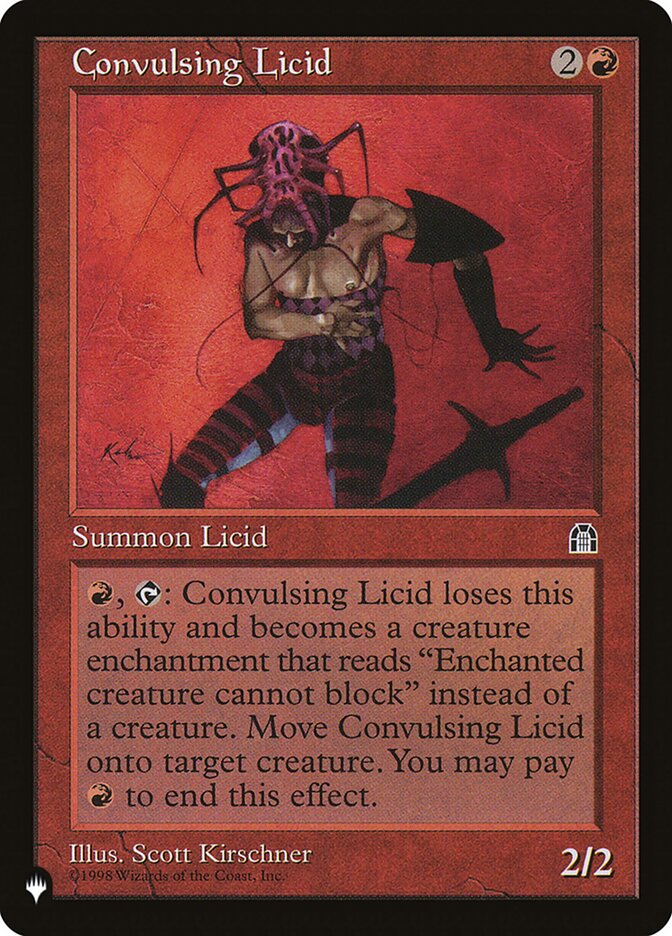 Convulsing Licid 2
Summon Licid
, : Convulsing Licid loses this
ability and becomes a creature
enchantment that reads “Enchanted
creature cannot block” instead of
a creature. Move Convulsing Licid
onto target creature. You may pay
to end this effect.
Illus. Scott Kirschner
©1998 Wizards of the Coast, Inc.
2/2